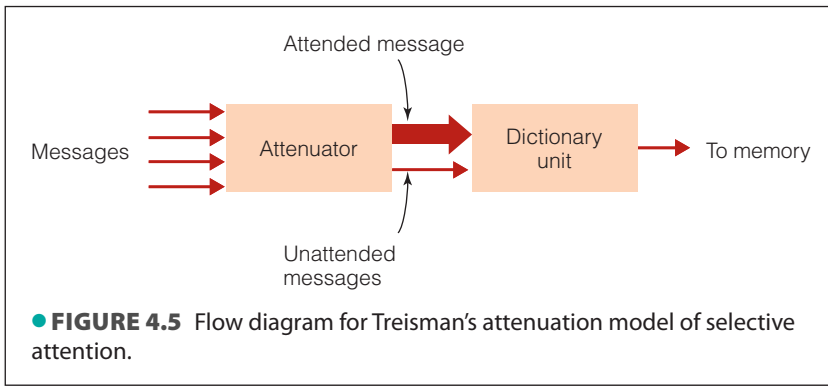 Attended message
Messages
Attenuator
Dictionary
unit
To memory
Unattended
messages
● FIGURE 4.5 Flow diagram for Treisman's attenuation model of selective
attention.